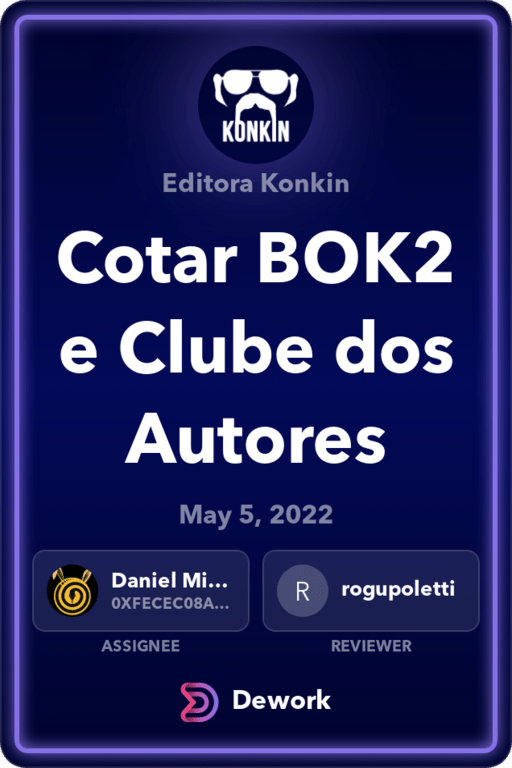 KONKIN
Editora Konkin
Cotar BOK2
e Clube dos
Autores
May 5, 2022
Daniel Mi...
0XFECEC08A...
ASSIGNEE
R
rogupoletti
REVIEWER
Dework